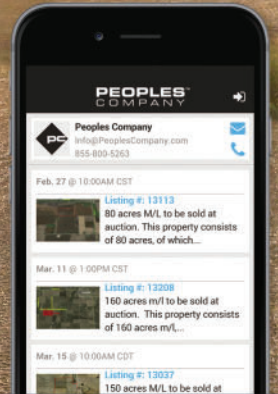 PEOPLES™
COMPANY
Peoples Company
Info@PeoplesCompany.com
855-800-5263
PC
Feb. 27 @ 10:00AM CST
Listing #: 13113
80 acres M/L to be sold at
auction. This property consists
of 80 acres, of which...
Mar. 11 @ 1:00PM CST
Listing #: 13208
160 acres m/l to be sold at
auction. This property consists
of 160 acres m/l,...
Mar. 15 @ 10:00AM CDT
Listing #: 13037
150 acres M/L to be sold at